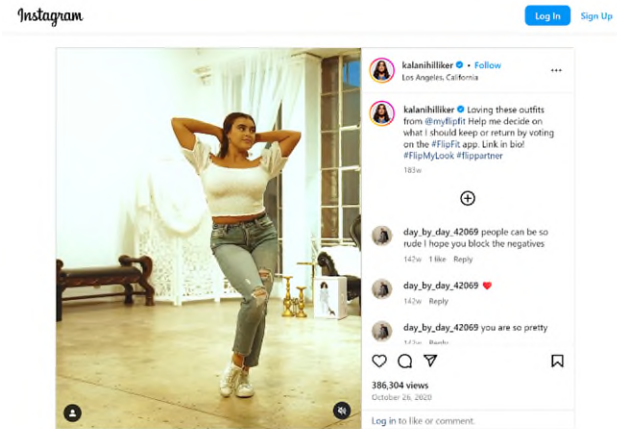 Instagram
Log In
Sign Up
kalanihilliker • Follow
Los Angeles, California
kalanihilliker Loving these outfits
from @myflipfit Help me decide on
what I should keep or return by voting
on the #FlipFit app. Link in bio!
#FlipMyLook #flippartner
183w
day_by_day_42069 people can be so
rude I hope you block the negatives
142w 1 like Reply
day_by_day_42069 ❤️
142w Reply
day_by_day_42069 you are so pretty
142w Reply
386,304 views
October 26, 2020
Log in to like or comment.